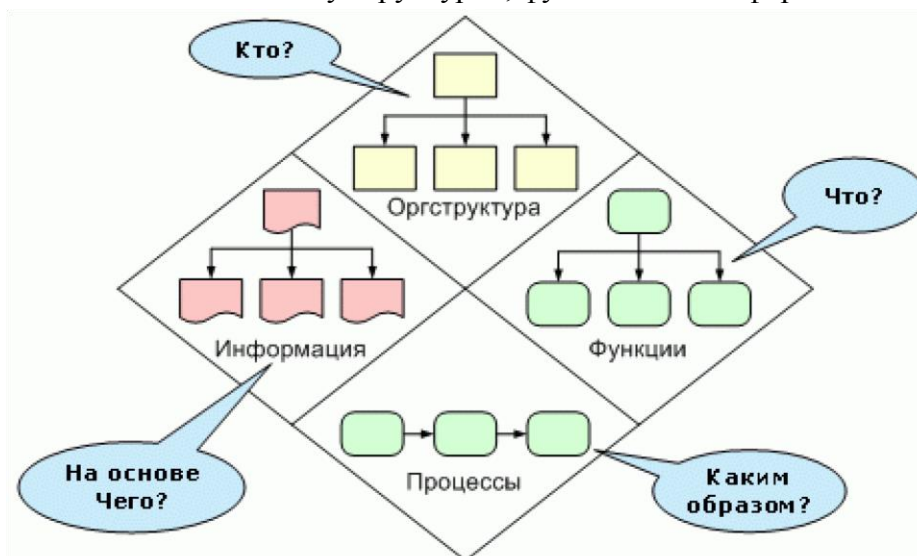 Кто?
Оргструктура
Что?
Информация
Функции
На основе
Чего?
Процессы
Каким
образом?